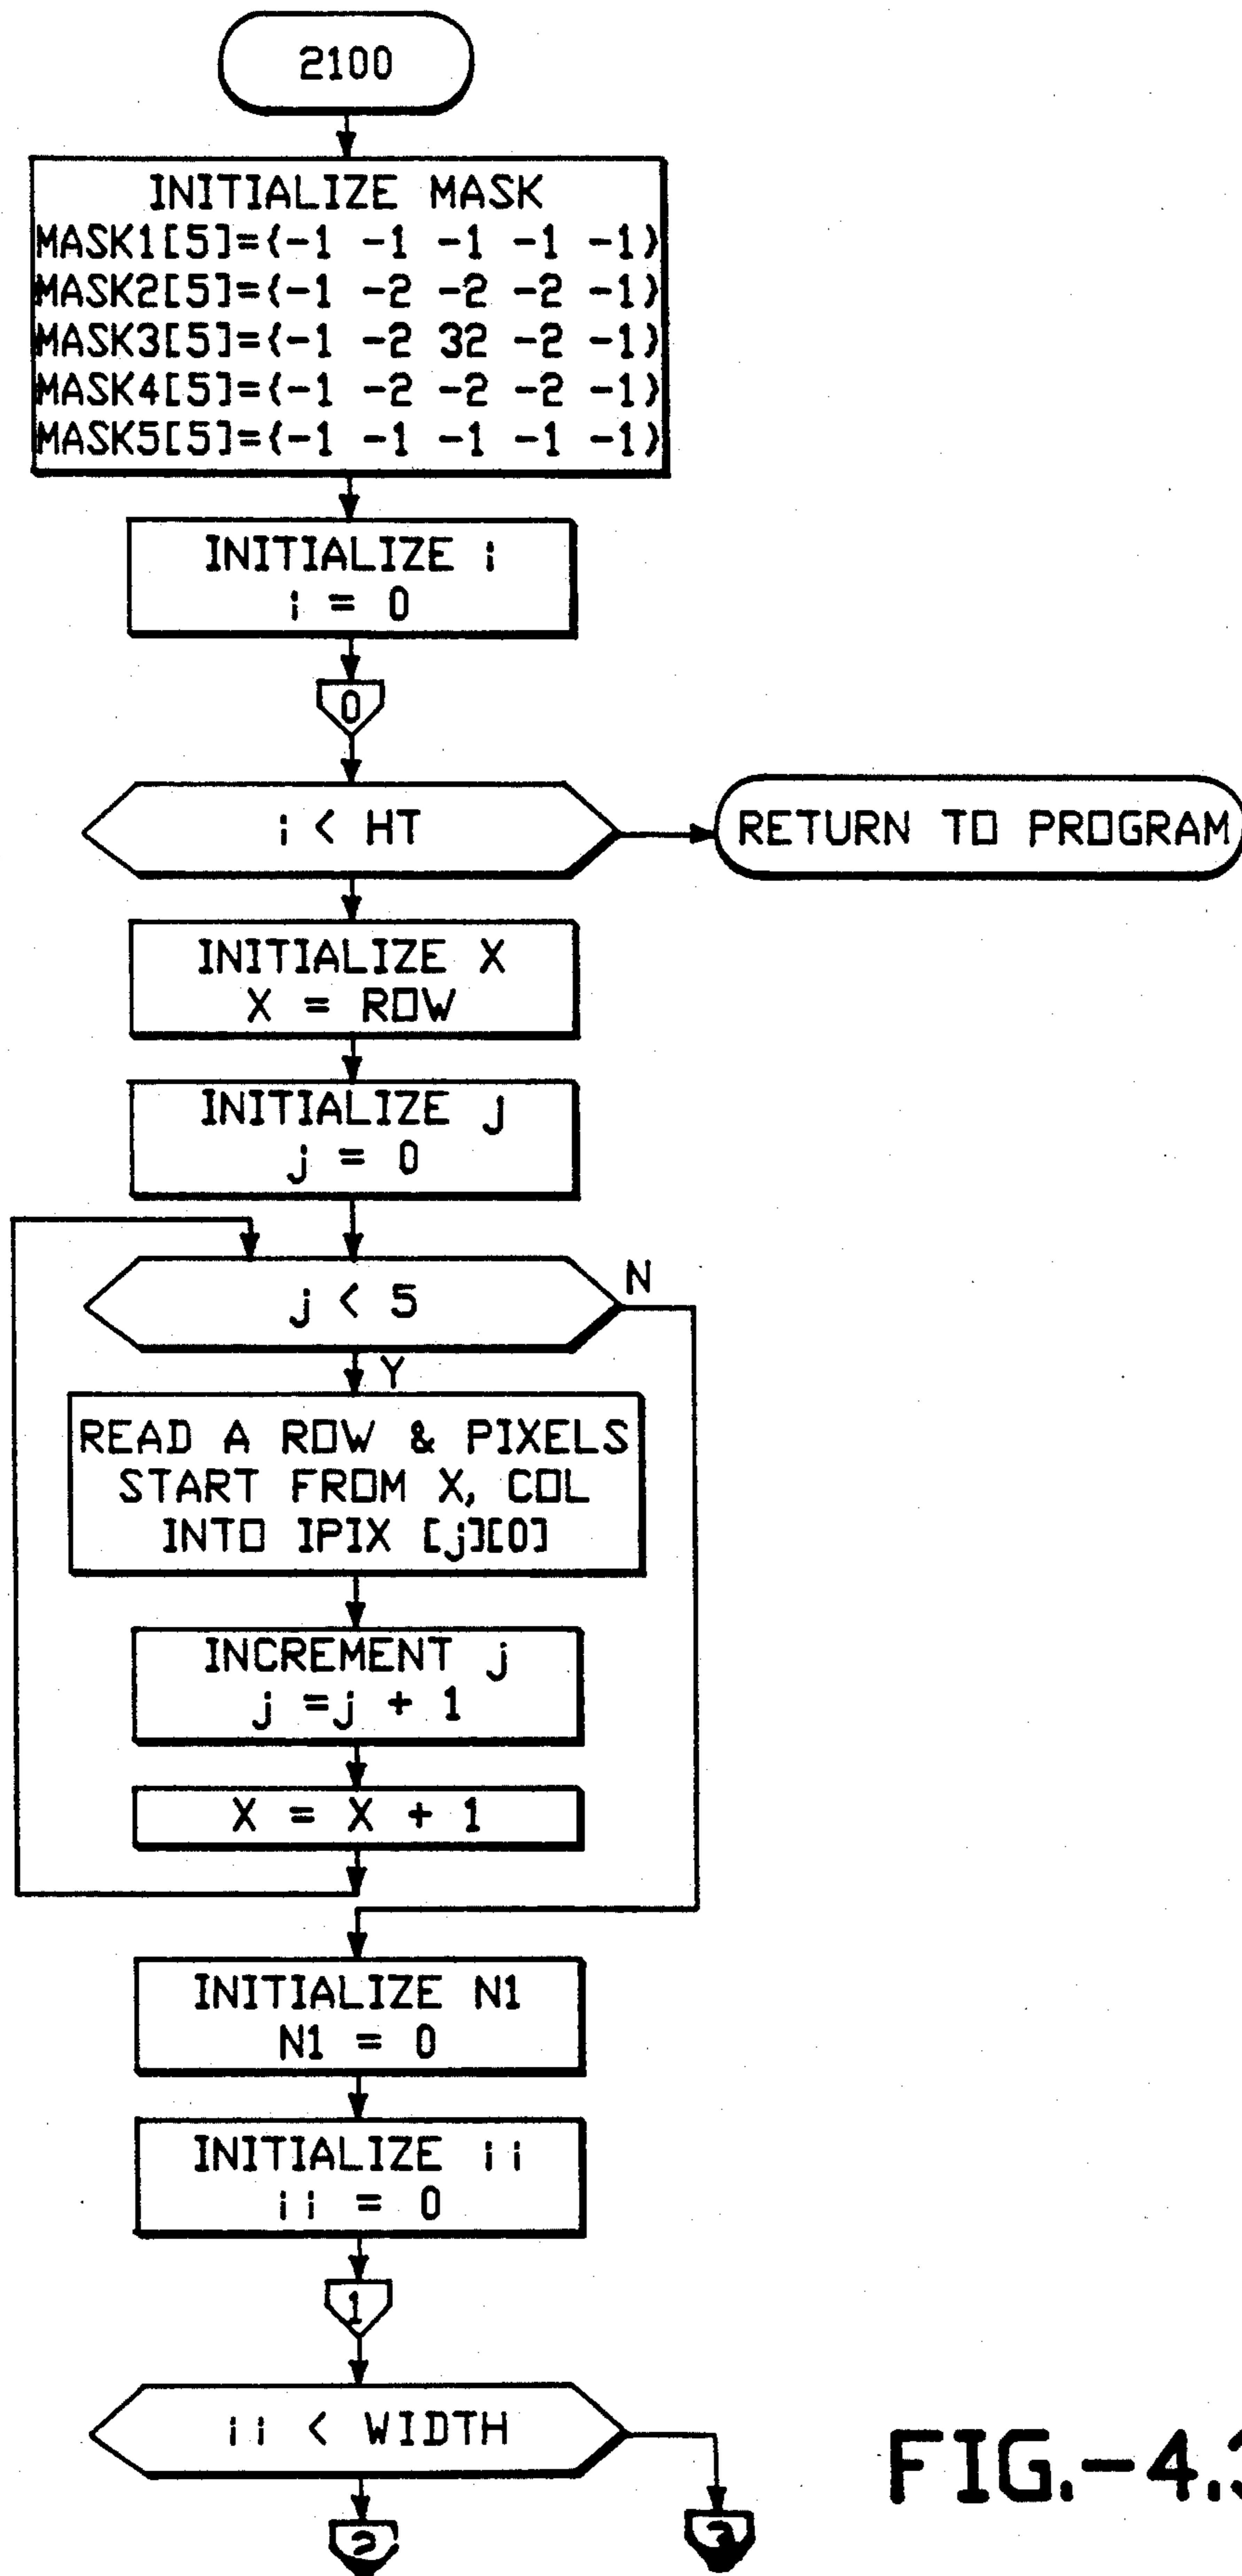 2100
INITIALIZE MASK
MASK1[5]={-1 -1 -1 -1 -1}
MASK2[5]={-1 -2 -2 -2 -1}
MASK3[5]={-1 -2 32 -2 -1}
MASK4[5]={-1 -2 -2 -2 -1}
MASK5[5]={-1 -1 -1 -1 -1}
INITIALIZE i
i = 0
0
i < HT
RETURN TO PROGRAM
INITIALIZE X
X = ROW
INITIALIZE J
j = 0
j < 5
N
Y
READ A ROW & PIXELS
START FROM X, COL
INTO IPIX [j][0]
INCREMENT j
j =j + 1
X = X + 1
INITIALIZE N1
N1 = 0
INITIALIZE ii
ii = 0
1
ii < WIDTH
2
3
FIG.-4.3